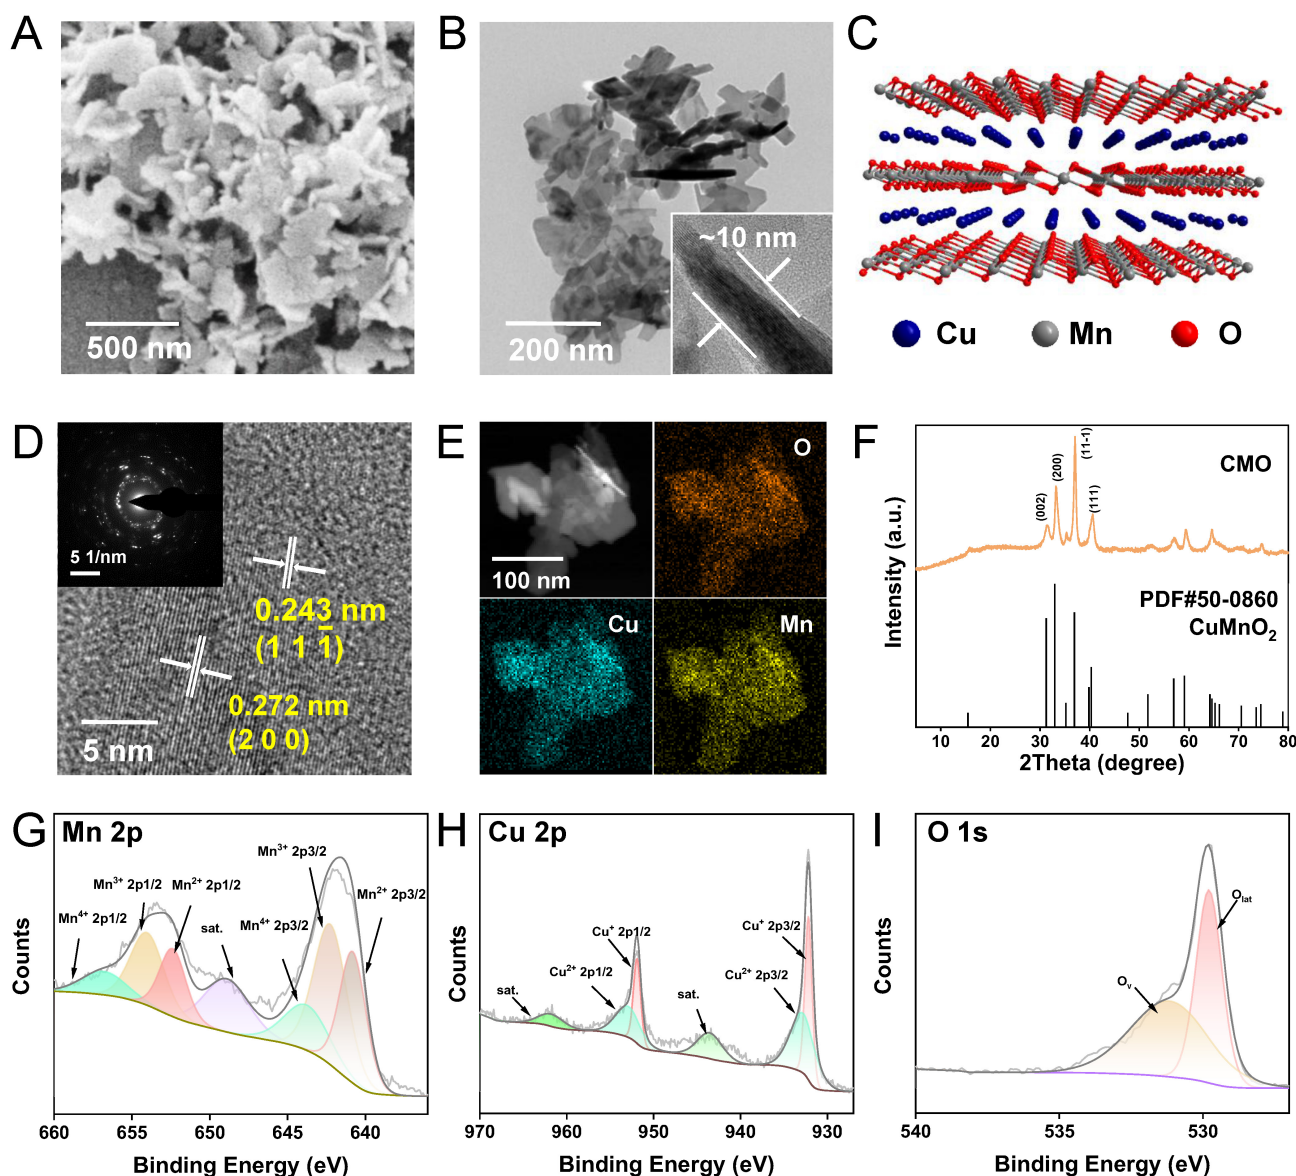 A
500 nm
B
~10 nm
200 nm
C
Cu Mn O
D
5 1/nm
0.243 nm
(1 1 1̅)
0.272 nm
(2 0 0)
5 nm
E
O
100 nm
Cu
Mn
F
CMO
(002)
(200)
(11-1)
(111)
PDF#50-0860
CuMnO₂
Intensity (a.u.)
10 20 30 40 50 60 70 80
2Theta (degree)
G
Mn 2p
Mn⁴⁺ 2p1/2
Mn³⁺ 2p1/2
Mn²⁺ 2p1/2
sat.
Mn⁴⁺ 2p3/2
Mn³⁺ 2p3/2
Mn²⁺ 2p3/2
Counts
660 655 650 645 640
Binding Energy (eV)
H
Cu 2p
sat.
Cu²⁺ 2p1/2
Cu⁺ 2p1/2
sat.
Cu²⁺ 2p3/2
Cu⁺ 2p3/2
Counts
970 960 950 940 930
Binding Energy (eV)
I
O 1s
Oᵥ
Olat
Counts
540 535 530
Binding Energy (eV)